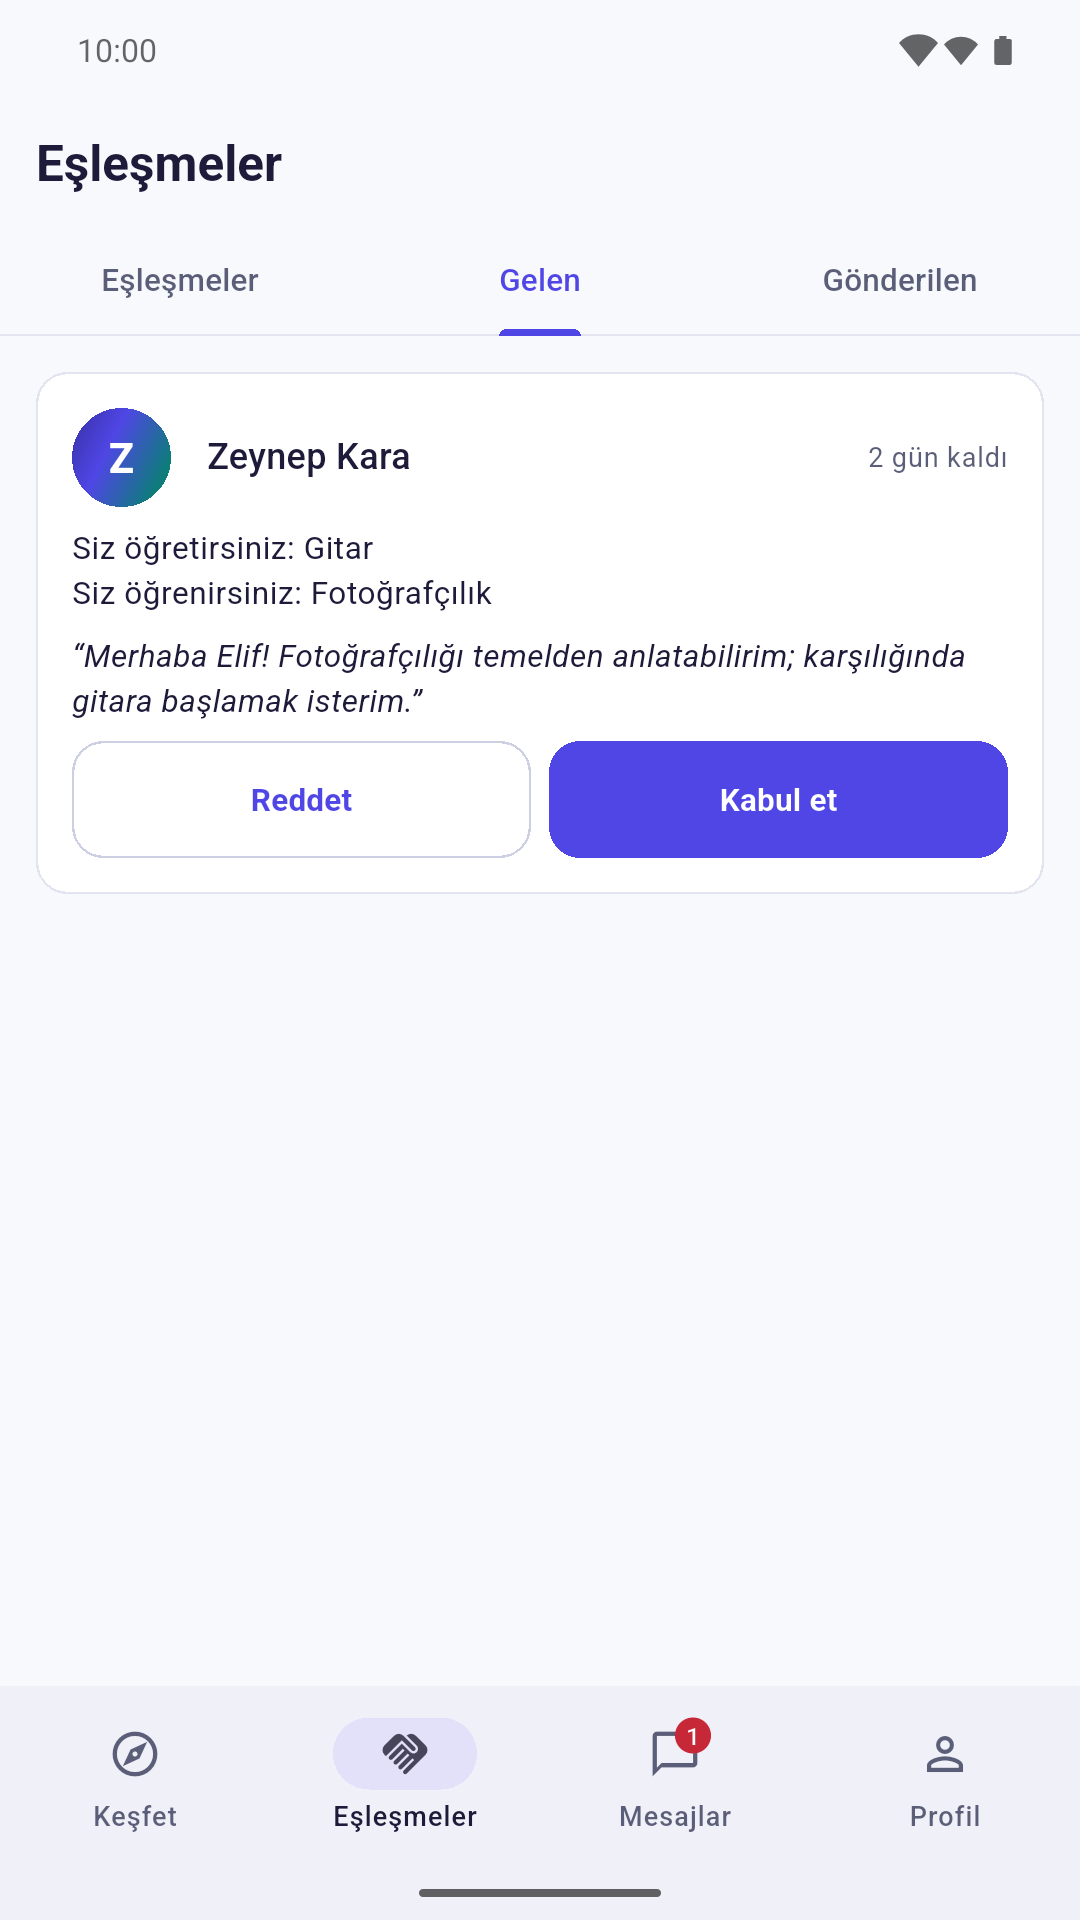 10:00
Eşleşmeler
Eşleşmeler
Gelen
Gönderilen
Z
Zeynep Kara
2 gün kaldı
Siz öğretirsiniz: Gitar
Siz öğrenirsiniz: Fotoğrafçılık
“Merhaba Elif! Fotoğrafçılığı temelden anlatabilirim; karşılığında
gitara başlamak isterim.”
Reddet
Kabul et
1
Keşfet
Eşleşmeler
Mesajlar
Profil